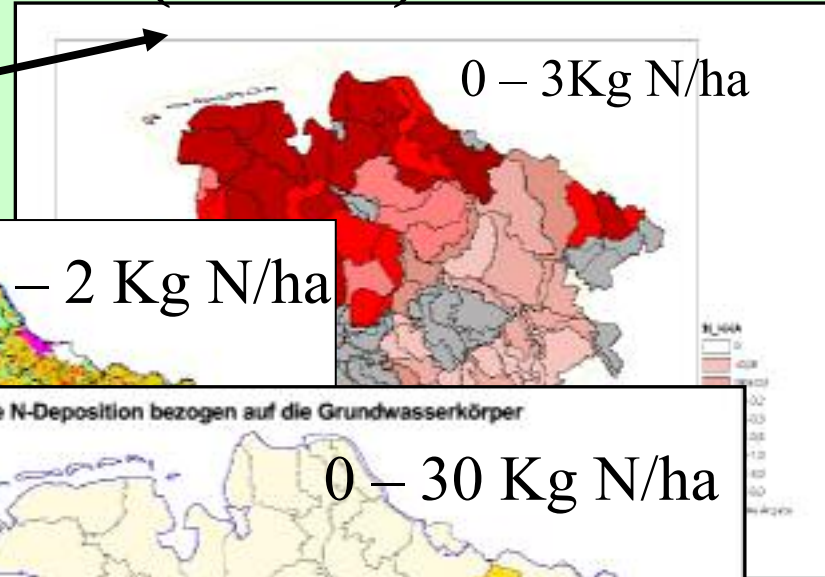 0 – 3Kg N/ha
– 2 Kg N/ha
N-Deposition bezogen auf die Grundwasserkörper
0 – 30 Kg N/ha